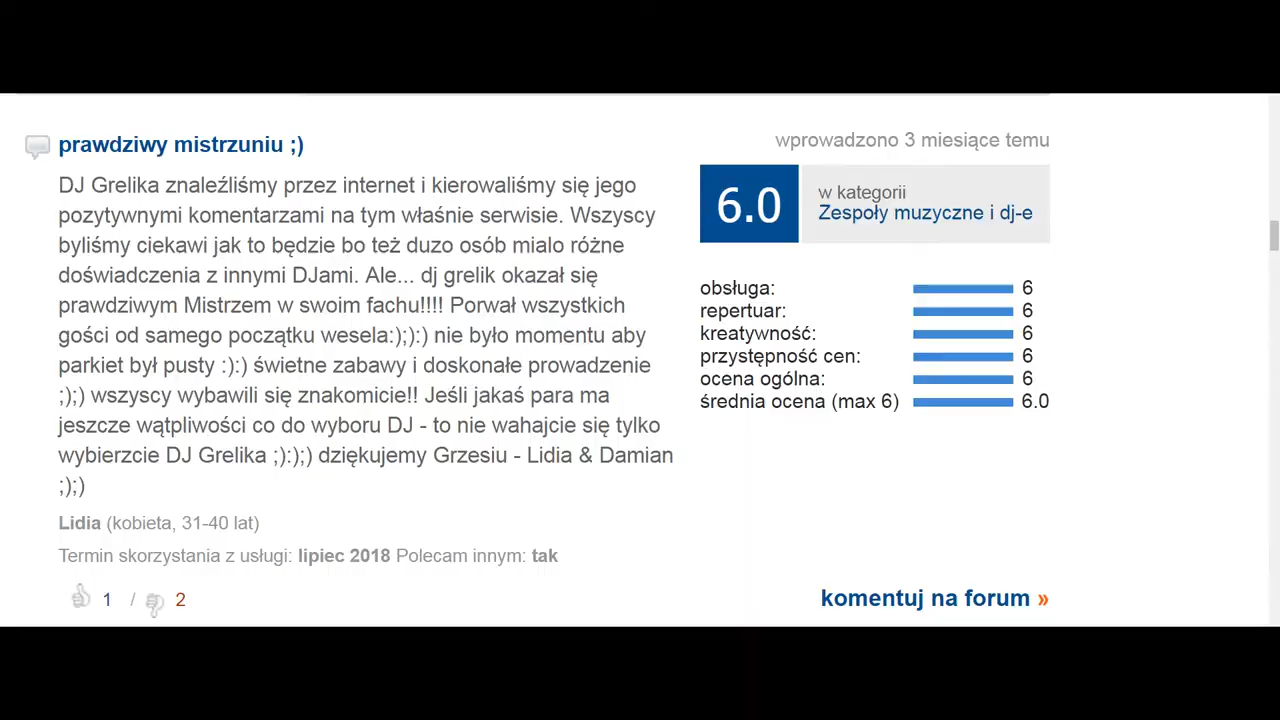 prawdziwy mistrzuniu ;)
DJ Grelika znaleźliśmy przez internet i kierowaliśmy się jego
pozytywnymi komentarzami na tym właśnie serwisie. Wszyscy
byliśmy ciekawi jak to będzie bo też duzo osób mialo różne
doświadczenia z innymi DJami. Ale... dj grelik okazał się
prawdziwym Mistrzem w swoim fachu!!!! Porwał wszystkich
gości od samego początku wesela:);):) nie było momentu aby
parkiet był pusty :):) świetne zabawy i doskonałe prowadzenie
;);) wszyscy wybawili się znakomicie!! Jeśli jakaś para ma
jeszcze wątpliwości co do wyboru DJ - to nie wahajcie się tylko
wybierzcie DJ Grelika ;):);) dziękujemy Grzesiu - Lidia & Damian
;);)
Lidia (kobieta, 31-40 lat)
Termin skorzystania z usługi: lipiec 2018 Polecam innym: tak
1 / 2
wprowadzono 3 miesiące temu
6.0
w kategorii
Zespoły muzyczne i dj-e
obsługa: 6
repertuar: 6
kreatywność: 6
przystępność cen: 6
ocena ogólna: 6
średnia ocena (max 6) 6.0
komentuj na forum »